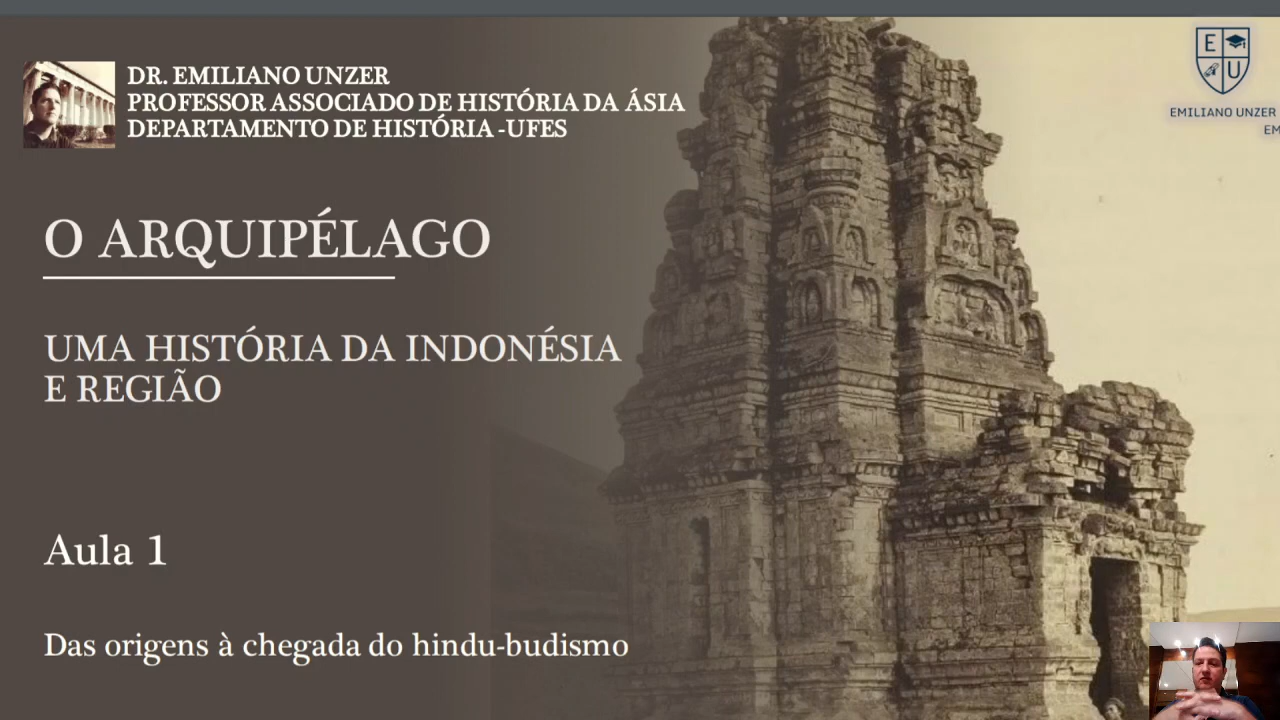 DR. EMILIANO UNZER
PROFESSOR ASSOCIADO DE HISTÓRIA DA ÁSIA
DEPARTAMENTO DE HISTÓRIA -UFES
E
U
EMILIANO UNZER
EM
O ARQUIPÉLAGO
UMA HISTÓRIA DA INDONÉSIA
E REGIÃO
Aula 1
Das origens à chegada do hindu-budismo